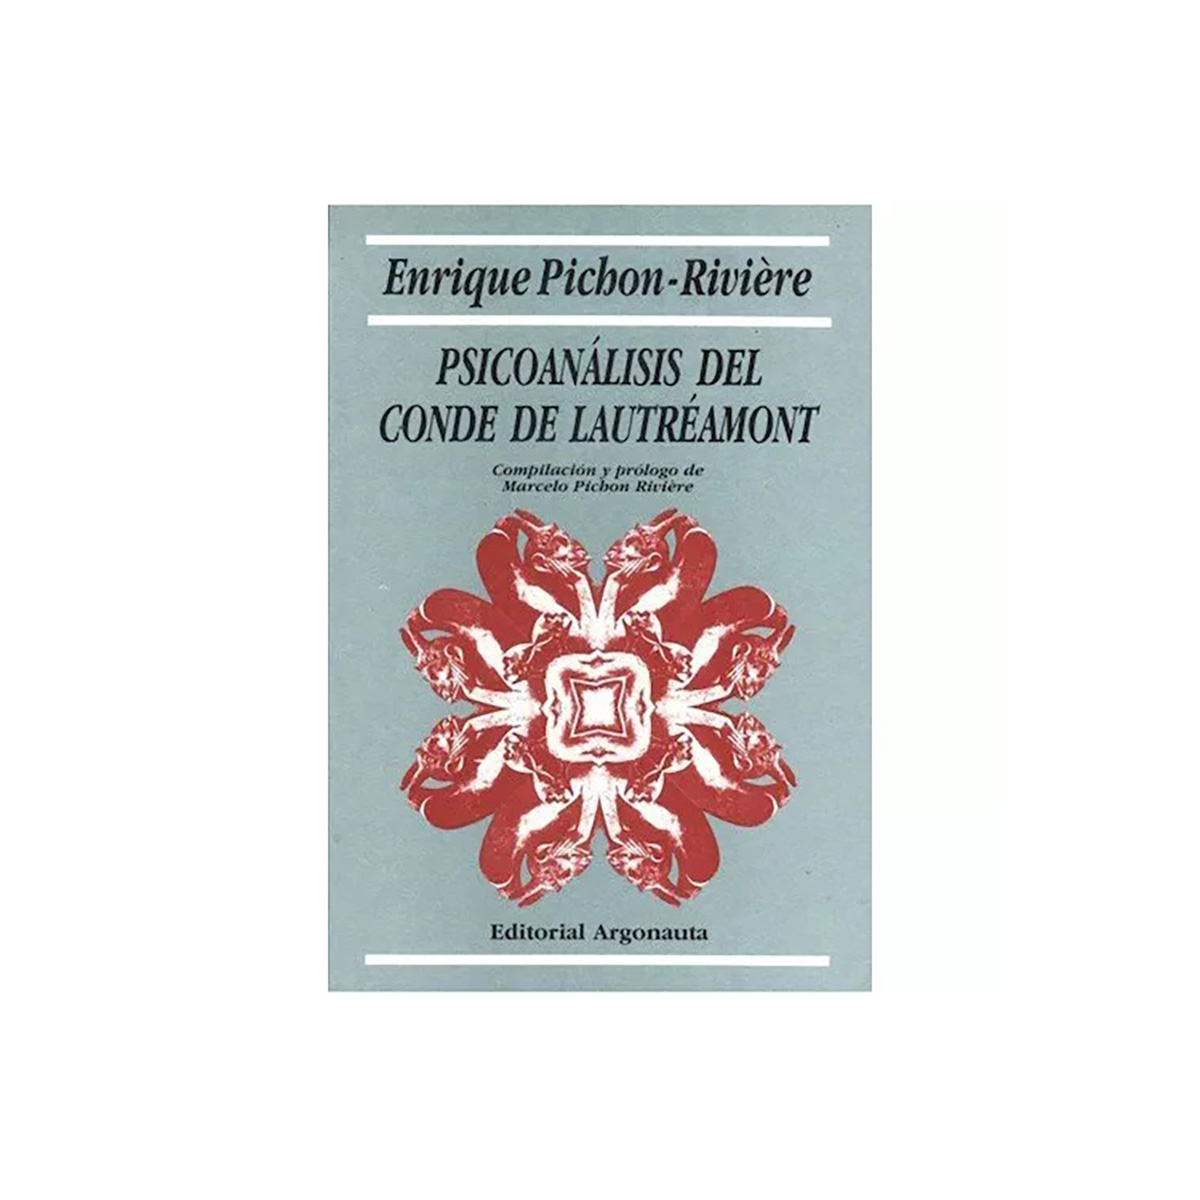 Enrique Pichon-Rivière
PSICOANÁLISIS DEL
CONDE DE LAUTRÉAMONT
Compilación y prólogo de
Marcelo Pichon Rivière
Editorial Argonauta